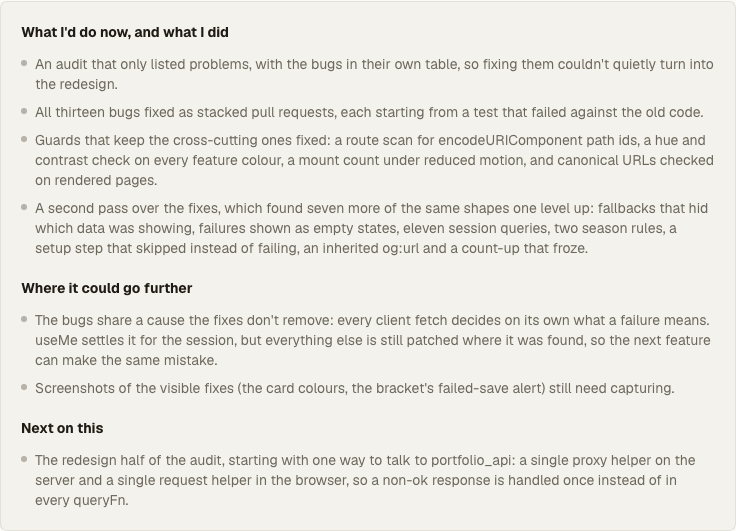 What I'd do now, and what I did
An audit that only listed problems, with the bugs in their own table, so fixing them couldn't quietly turn into
the redesign.
All thirteen bugs fixed as stacked pull requests, each starting from a test that failed against the old code.
Guards that keep the cross-cutting ones fixed: a route scan for encodeURIComponent path ids, a hue and
contrast check on every feature colour, a mount count under reduced motion, and canonical URLs checked
on rendered pages.
A second pass over the fixes, which found seven more of the same shapes one level up: fallbacks that hid
which data was showing, failures shown as empty states, eleven session queries, two season rules, a
setup step that skipped instead of failing, an inherited og:url and a count-up that froze.
Where it could go further
The bugs share a cause the fixes don't remove: every client fetch decides on its own what a failure means.
useMe settles it for the session, but everything else is still patched where it was found, so the next feature
can make the same mistake.
Screenshots of the visible fixes (the card colours, the bracket's failed-save alert) still need capturing.
Next on this
The redesign half of the audit, starting with one way to talk to portfolio_api: a single proxy helper on the
server and a single request helper in the browser, so a non-ok response is handled once instead of in
every queryFn.